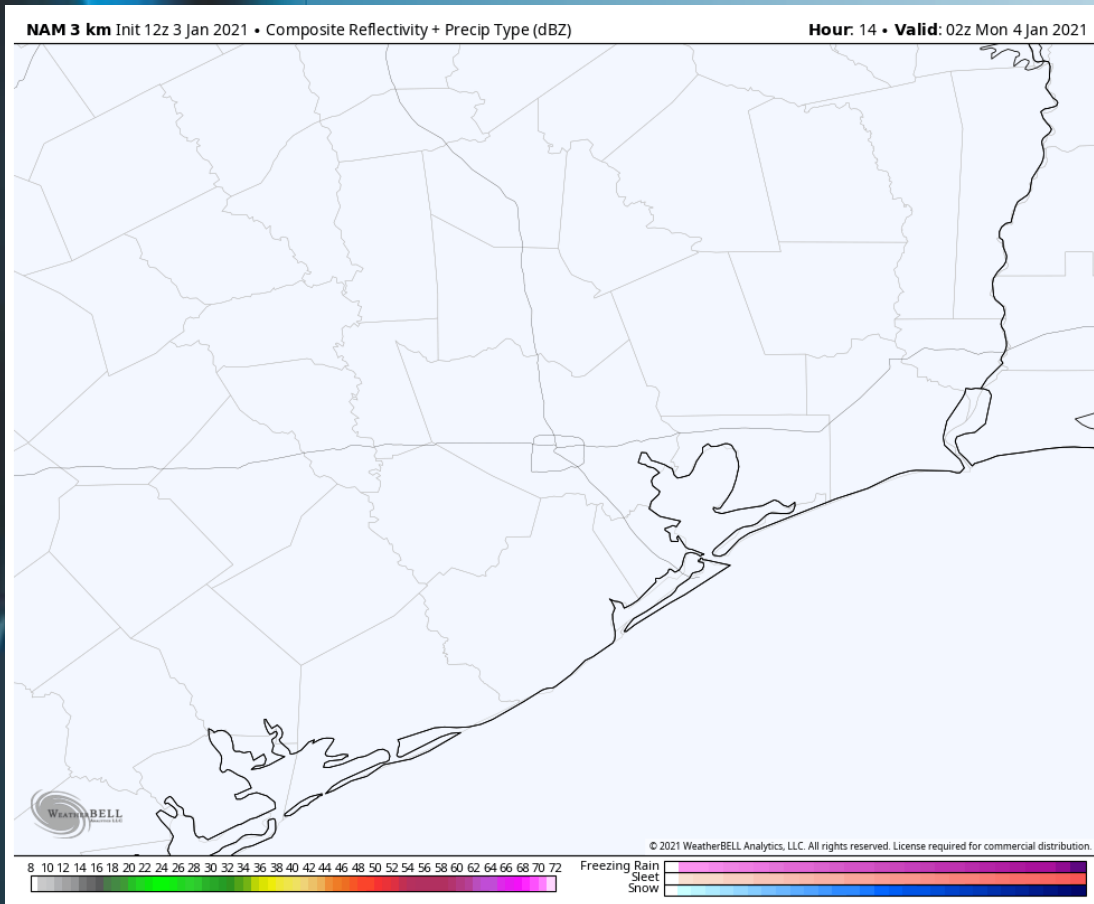 NAM 3 km Init 12z 3 Jan 2021 • Composite Reflectivity + Precip Type (dBZ) Hour: 14 • Valid: 02z Mon 4 Jan 2021
WEATHERBELL
ANALYTICS LLC
© 2021 WeatherBELL Analytics, LLC. All rights reserved. License required for commercial distribution.
8 10 12 14 16 18 20 22 24 26 28 30 32 34 36 38 40 42 44 46 48 50 52 54 56 58 60 62 64 66 68 70 72
Freezing Rain
Sleet
Snow